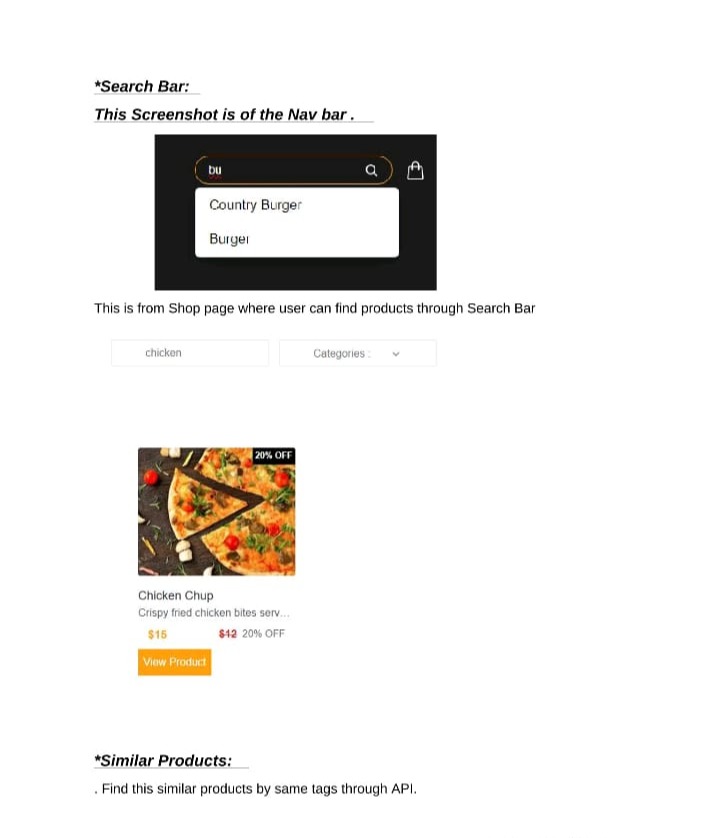 *Search Bar:
This Screenshot is of the Nav bar .
bu
Country Burger
Burger
This is from Shop page where user can find products through Search Bar
chicken
Categories :
20% OFF
Chicken Chup
Crispy fried chicken bites serv...
$15 $12 20% OFF
View Product
*Similar Products:
. Find this similar products by same tags through API.